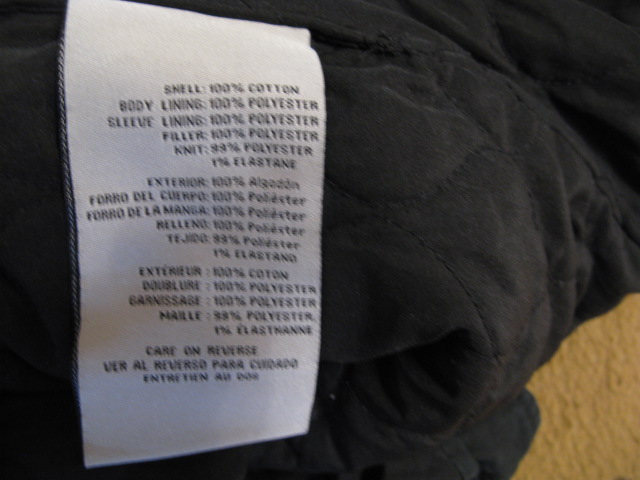 SHELL: 100% COTTON
BODY LINING: 100% POLYESTER
SLEEVE LINING: 100% POLYESTER
FILLER: 100% POLYESTER
KNIT: 99% POLYESTER
1% ELASTANE
EXTERIOR: 100% Algodón
FORRO DEL CUERPO: 100% Poliéster
FORRO DE LA MANGA: 100% Poliéster
RELLENO: 100% Poliéster
TEJIDO: 99% Poliéster
1% ELASTANO
EXTÉRIEUR : 100% COTON
DOUBLURE : 100% POLYESTER
GARNISSAGE : 100% POLYESTER
MAILLE : 99% POLYESTER,
1% ÉLASTHANNE
CARE ON REVERSE
VER AL REVERSO PARA CUIDADO
ENTRETIEN AU DOS